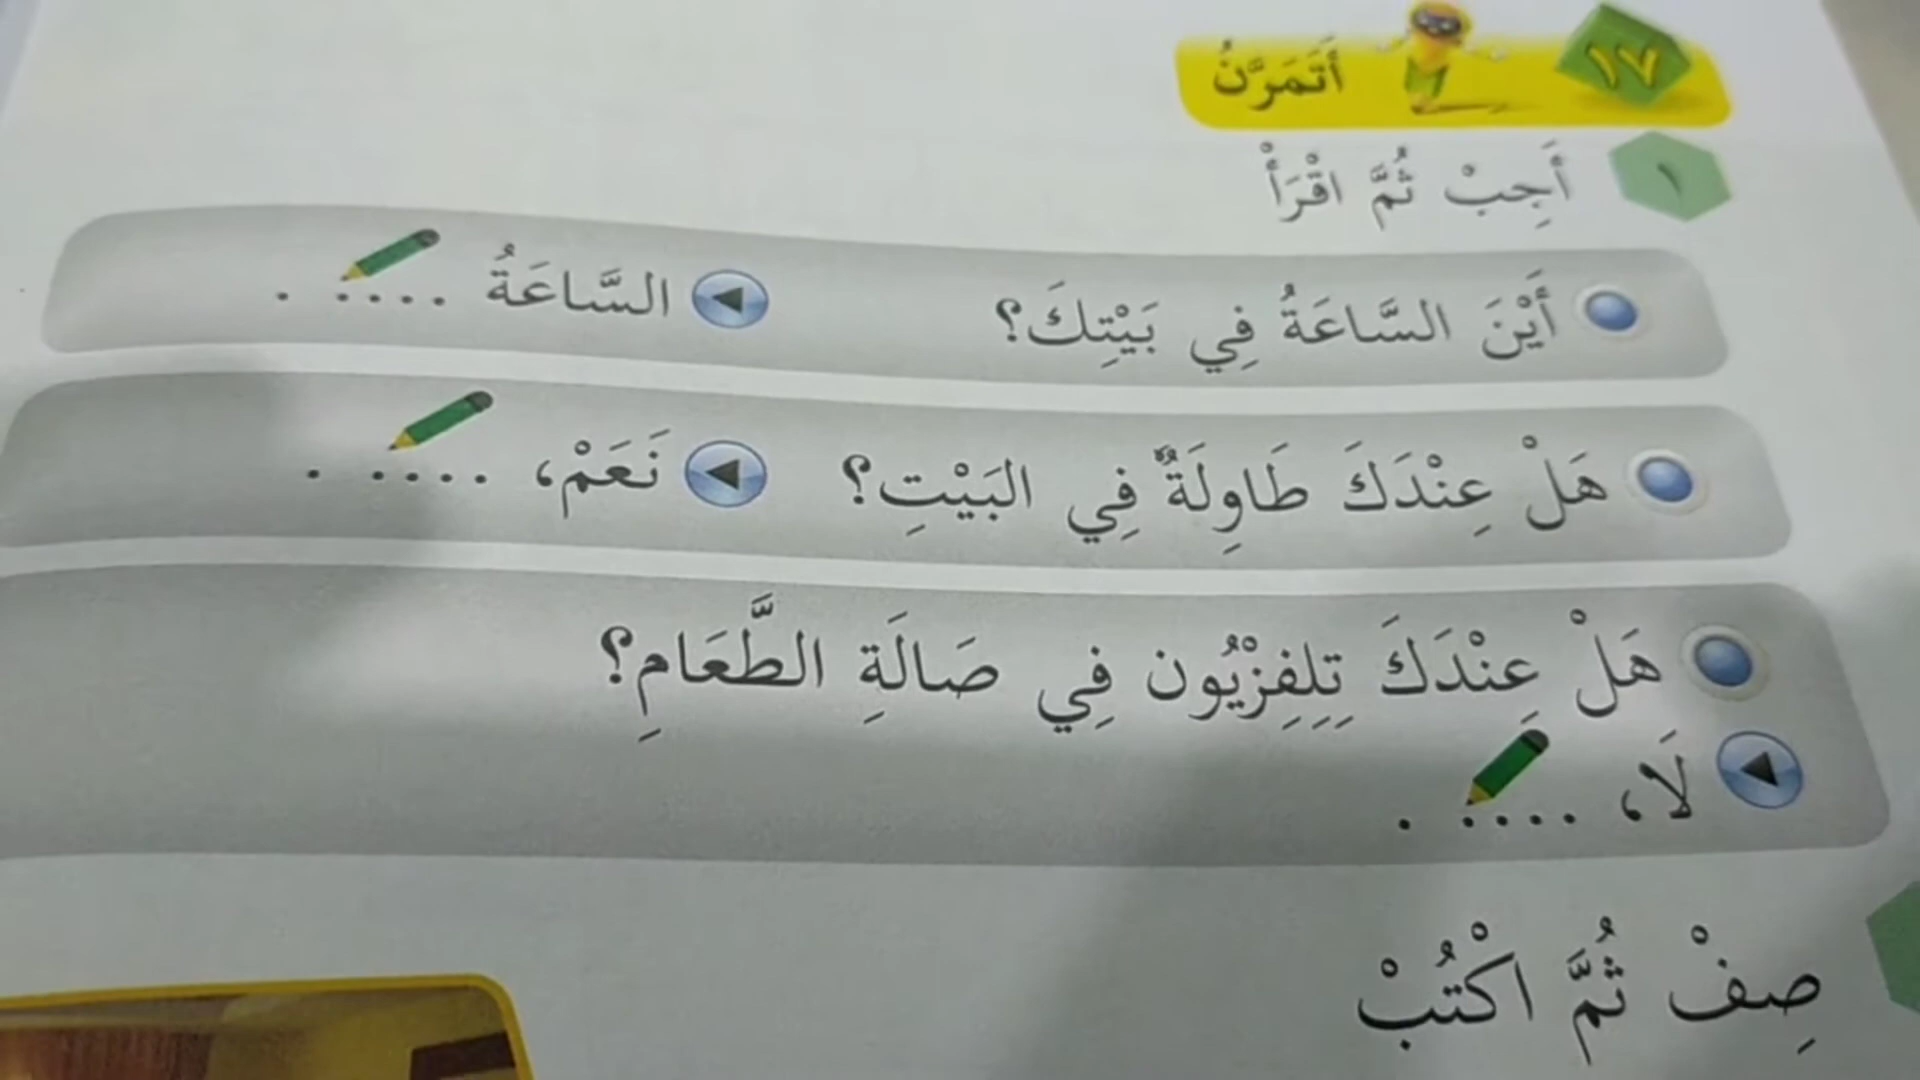 ١٧ أَتَمَرَّنُ
١ أَجِبْ ثُمَّ اقْرَأْ
أَيْنَ السَّاعَةُ فِي بَيْتِكَ؟ السَّاعَةُ .... .
هَلْ عِنْدَكَ طَاوِلَةٌ فِي البَيْتِ؟ نَعَمْ، .... .
هَلْ عِنْدَكَ تِلِفِزْيُون فِي صَالَةِ الطَّعَامِ؟
لَا، .... .
صِفْ ثُمَّ اكْتُبْ